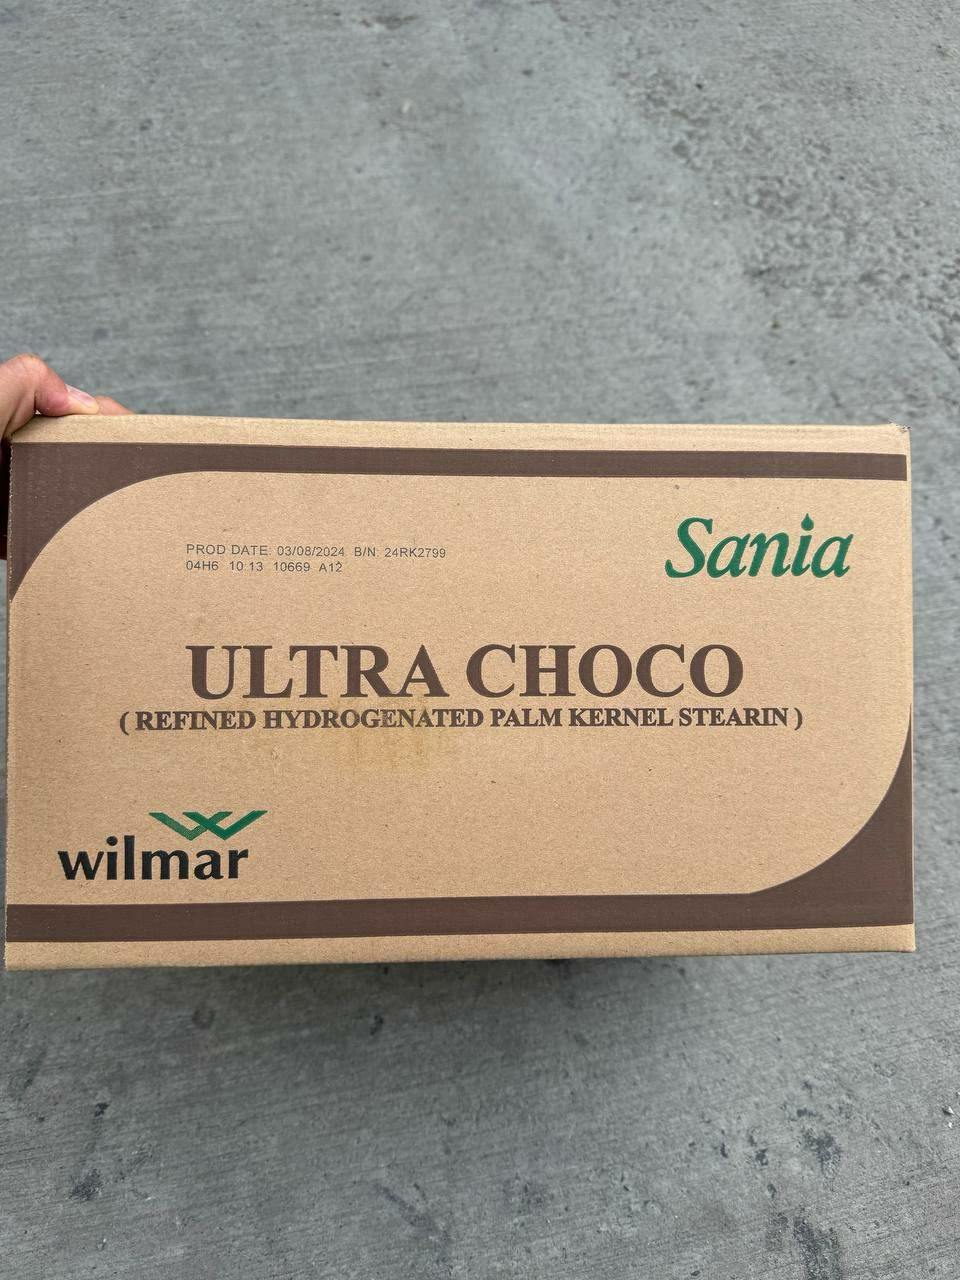 PROD DATE: 03/08/2024 B/N: 24RK2799
04H6 10:13 10669 A12
Sania
ULTRA CHOCO
( REFINED HYDROGENATED PALM KERNEL STEARIN )
wilmar